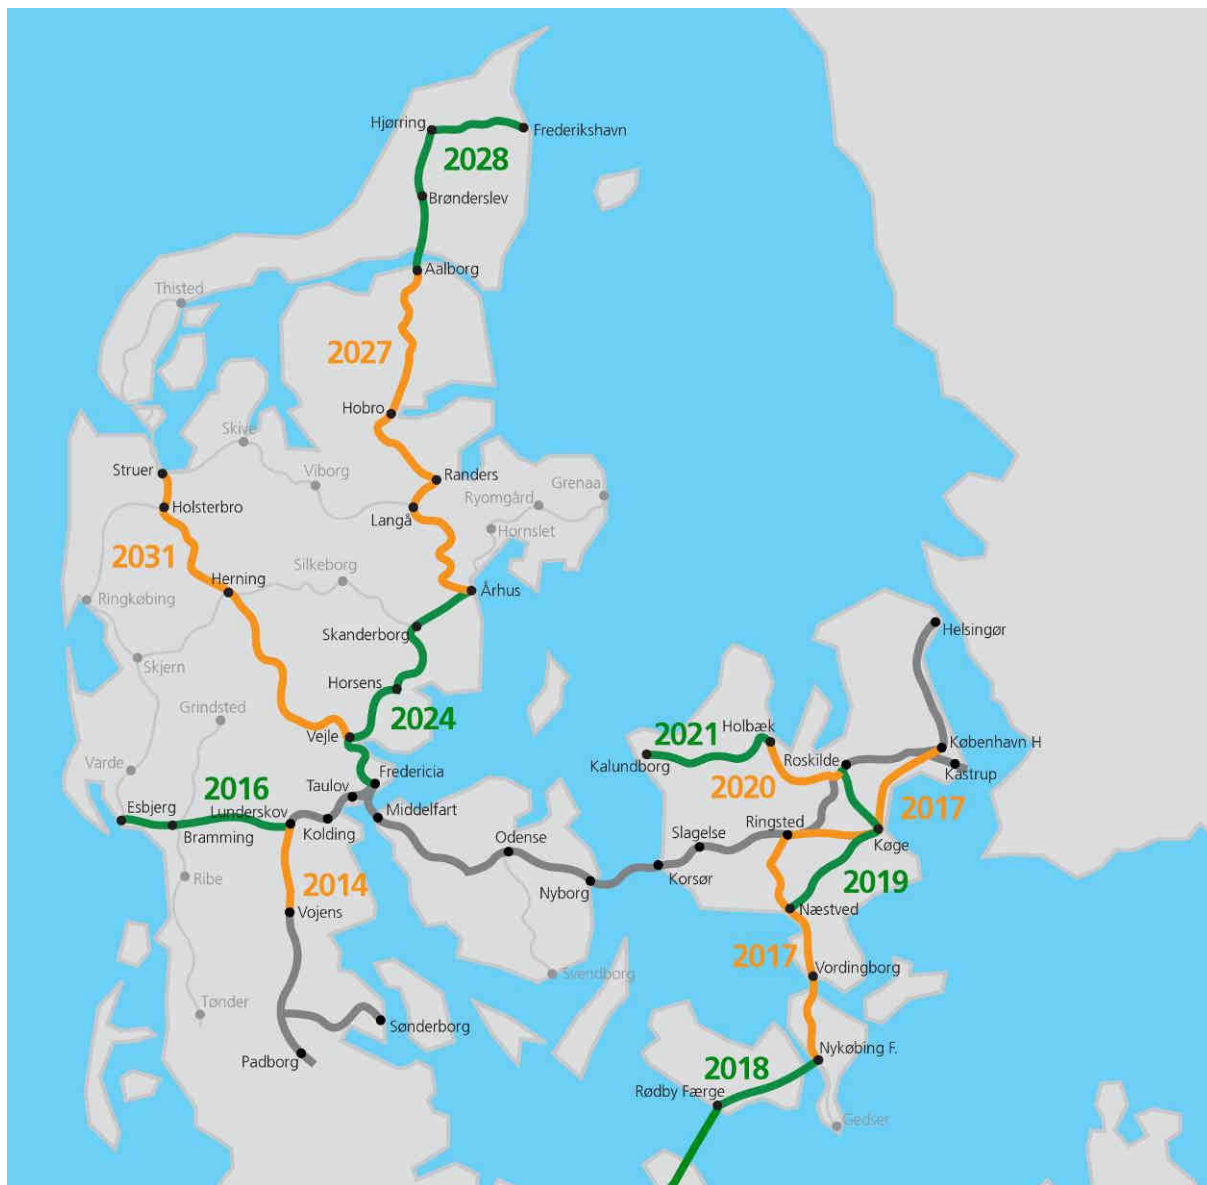 Hjørring
Frederikshavn
2028
Brønderslev
Aalborg
Thisted
2027
Hobro
Skive
Struer
Viborg
Randers
Grenaa
Ryomgård
Holsterbro
Langå
Hornslet
2031
Silkeborg
Herning
Århus
Ringkøbing
Helsingør
Skanderborg
Skjern
Horsens
Grindsted
2024
Holbæk
2021
Vejle
København H
Varde
Kalundborg
Roskilde
Fredericia
Kastrup
Taulov
2016
2020
2017
Esbjerg
Lunderskov
Middelfart
Ringsted
Bramming
Kolding
Odense
Slagelse
Køge
Ribe
2014
Nyborg
Korsør
2019
Vojens
Næstved
2017
Svendborg
Vordingborg
Tønder
Sønderborg
Padborg
Nykøbing F.
2018
Rødby Færge
Gedser